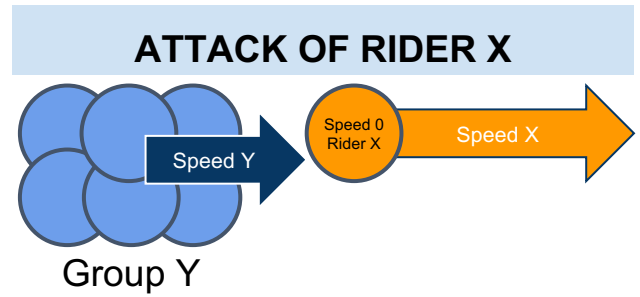 ATTACK OF RIDER X
Speed Y
Speed 0
Rider X
Speed X
Group Y